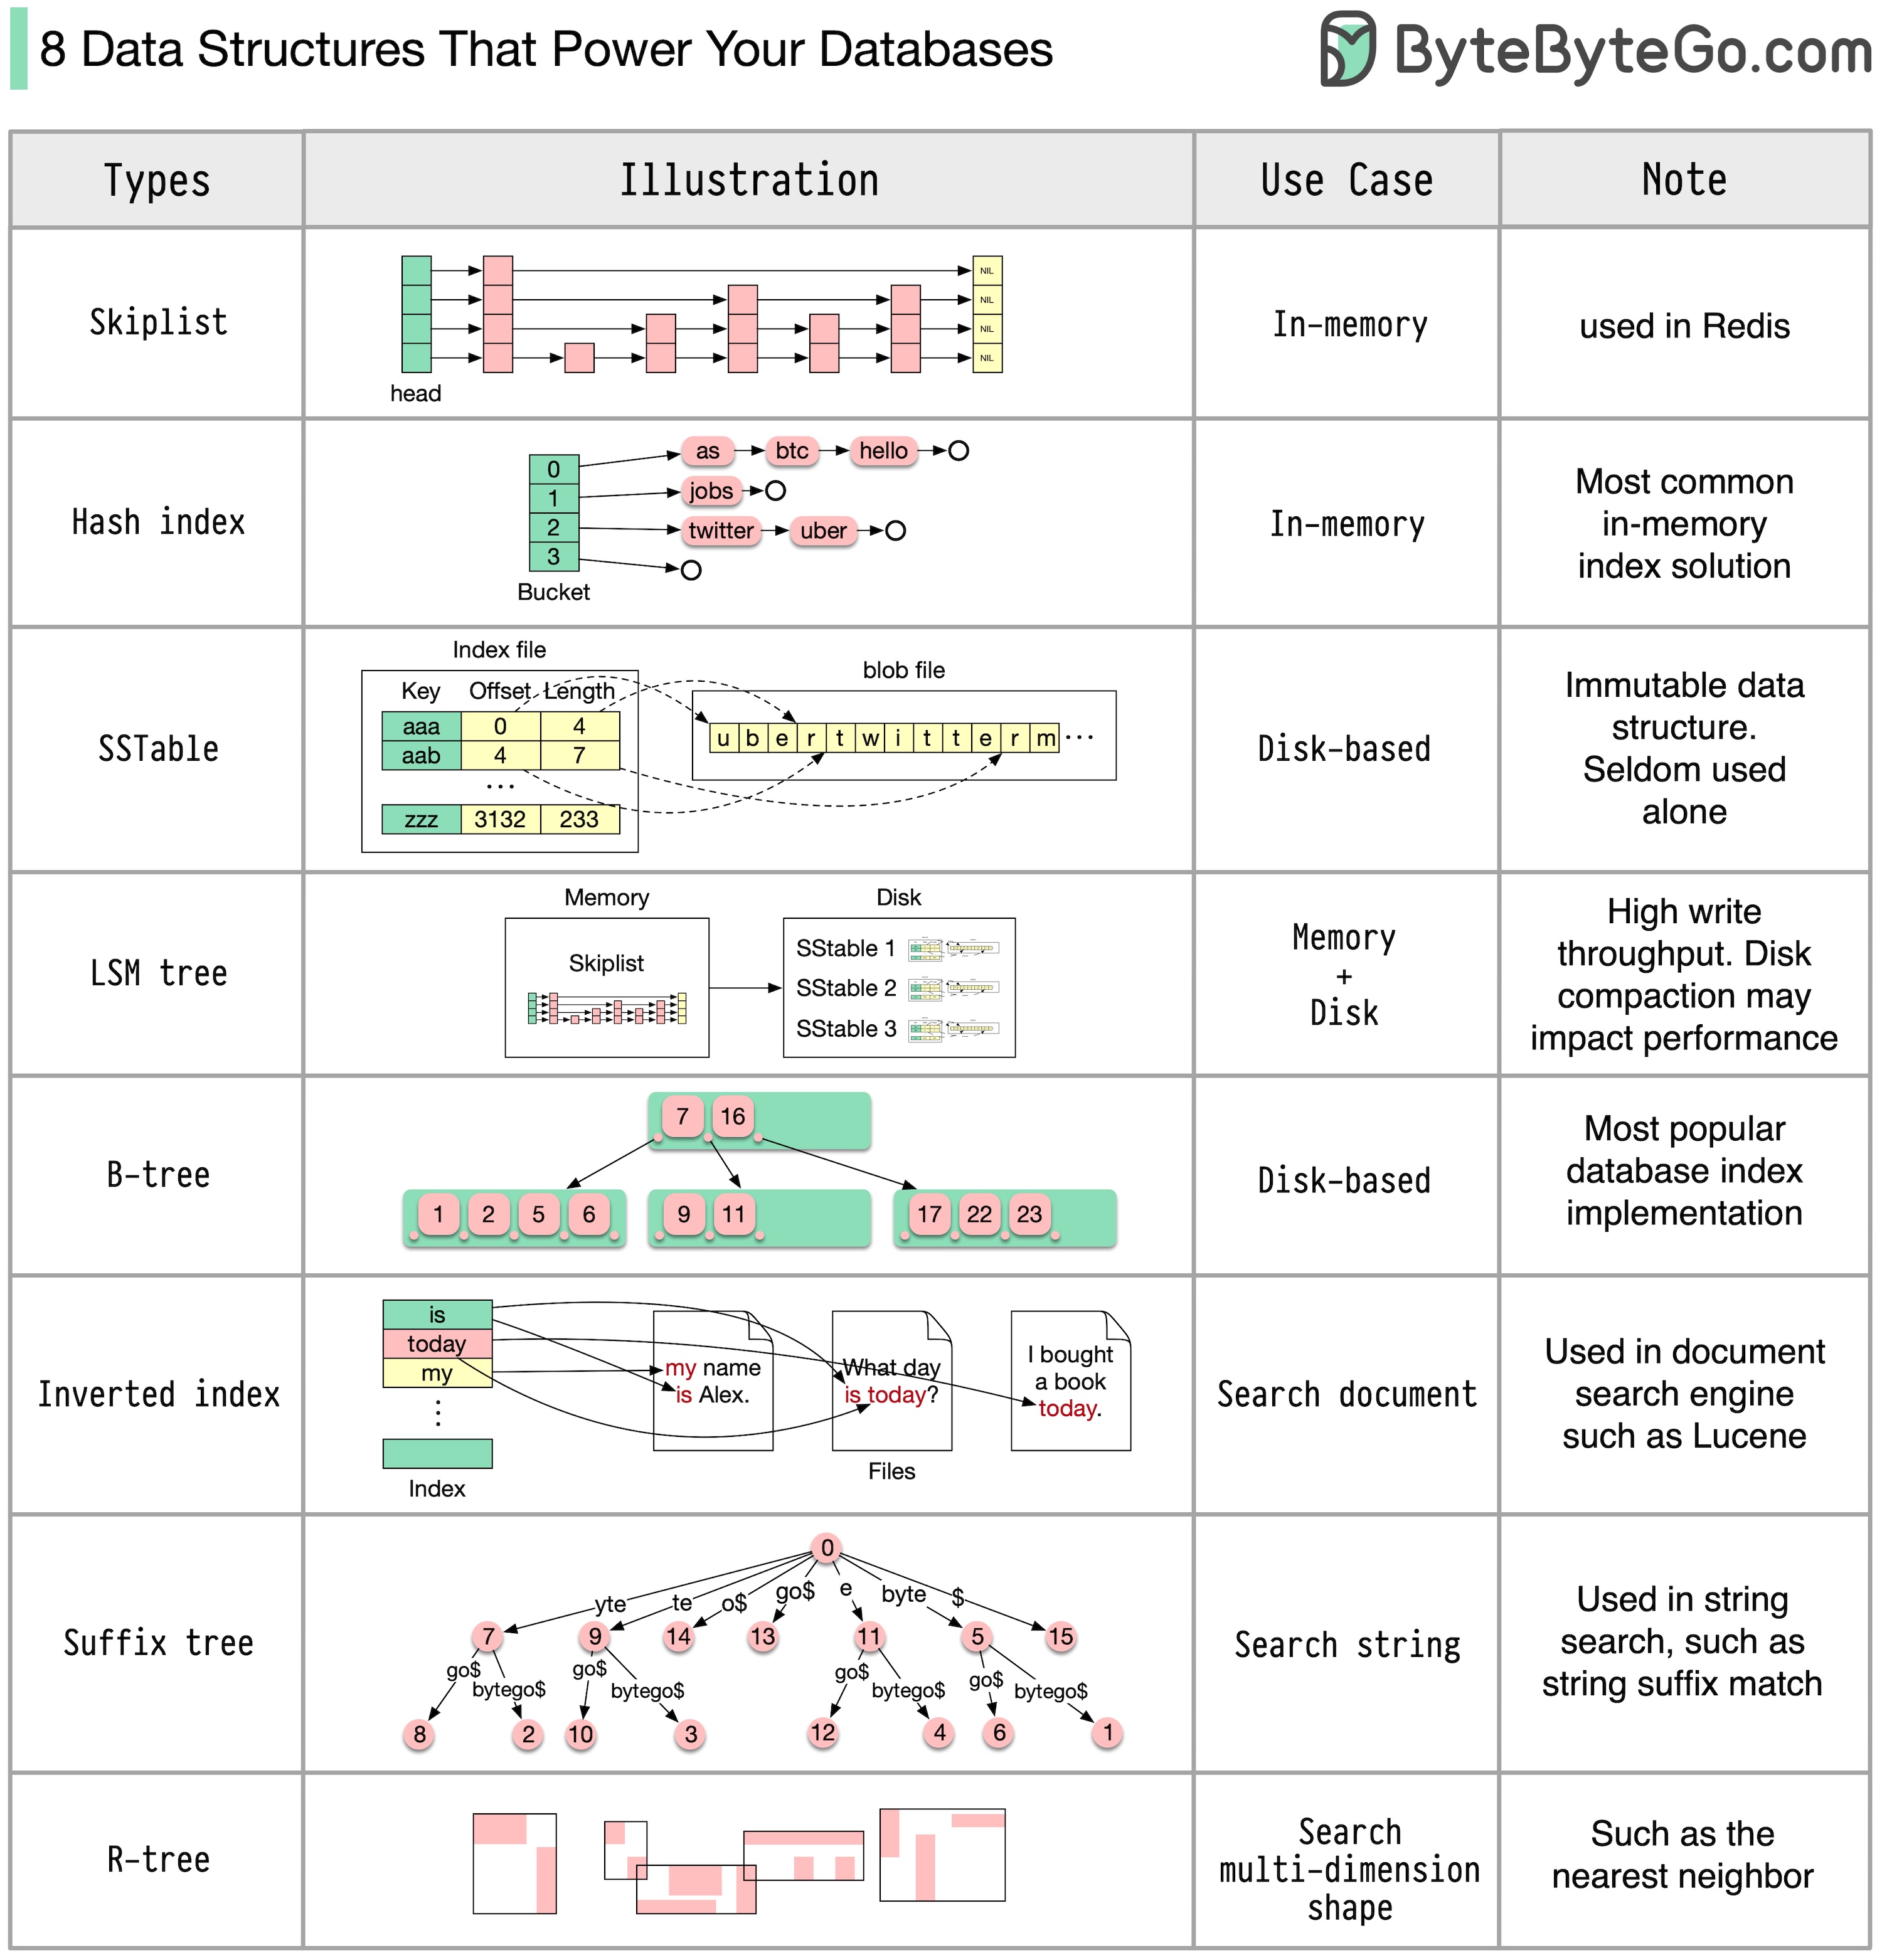 8 Data Structures That Power Your Databases
ByteByteGo.com
Types
Illustration
Use Case
Note
Skiplist
NIL
NIL
NIL
NIL
head
In-memory
used in Redis
Hash index
0
1
2
3
Bucket
as
btc
hello
jobs
twitter
uber
In-memory
Most common
in-memory
index solution
SSTable
Index file
Key Offset Length
aaa 0 4
aab 4 7
...
zzz 3132 233
blob file
u b e r t w i t t e r m ...
Disk-based
Immutable data
structure.
Seldom used
alone
LSM tree
Memory
Skiplist
Disk
SStable 1
SStable 2
SStable 3
Memory
+
Disk
High write
throughput. Disk
compaction may
impact performance
B-tree
7 16
1 2 5 6
9 11
17 22 23
Disk-based
Most popular
database index
implementation
Inverted index
is
today
my
Index
my name
is Alex.
What day
is today?
I bought
a book
today.
Files
Search document
Used in document
search engine
such as Lucene
Suffix tree
0
yte te o$ go$ e byte $
7 9 14 13 11 5 15
go$ bytego$ go$ bytego$ go$ bytego$ go$ bytego$
8 2 10 3 12 4 6 1
Search string
Used in string
search, such as
string suffix match
R-tree
Search
multi-dimension
shape
Such as the
nearest neighbor